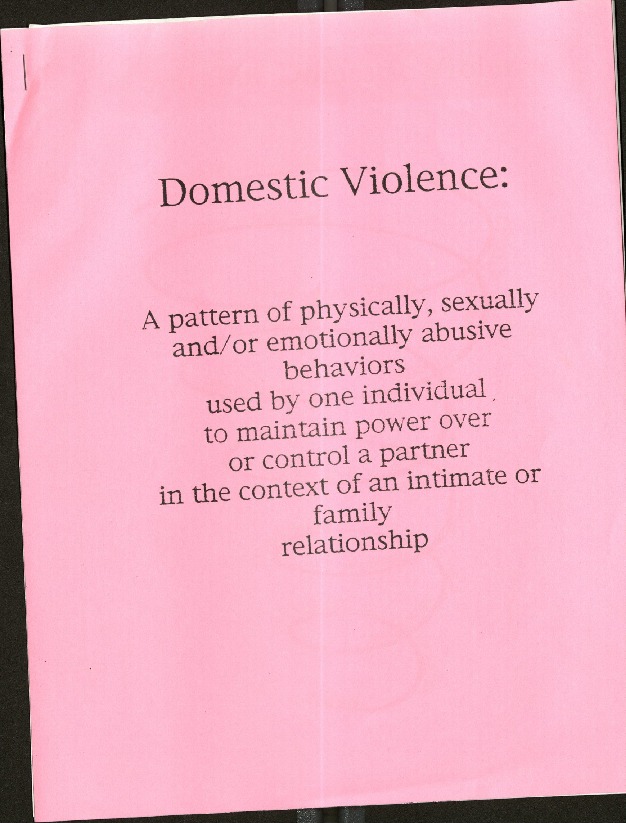 Domestic Violence:
A pattern of physically, sexually
and/or emotionally abusive
behaviors
used by one individual
to maintain power over
or control a partner
in the context of an intimate or
family
relationship